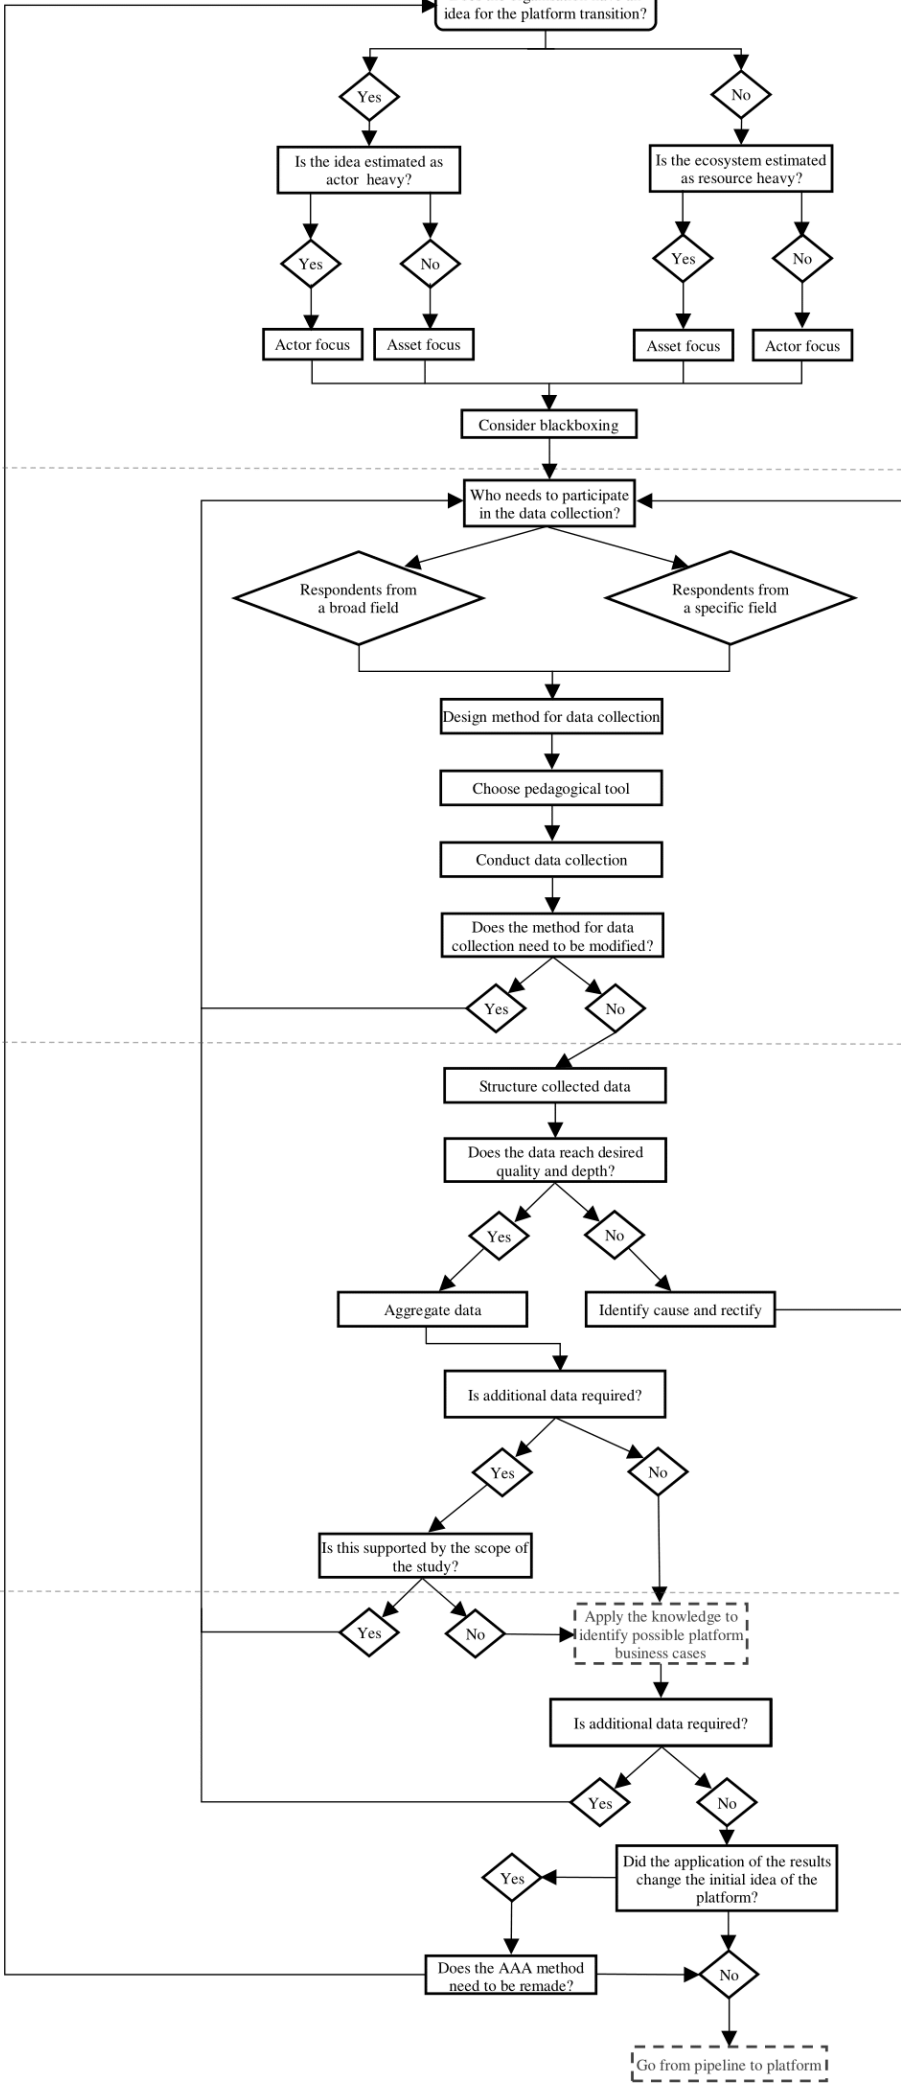 idea for the platform transition?
Yes
No
Is the idea estimated as
actor heavy?
Is the ecosystem estimated
as resource heavy?
Yes
No
Yes
No
Actor focus
Asset focus
Asset focus
Actor focus
Consider blackboxing
Who needs to participate
in the data collection?
Respondents from
a broad field
Respondents from
a specific field
Design method for data collection
Choose pedagogical tool
Conduct data collection
Does the method for data
collection need to be modified?
Yes
No
Structure collected data
Does the data reach desired
quality and depth?
Yes
No
Aggregate data
Identify cause and rectify
Is additional data required?
Yes
No
Is this supported by the scope of
the study?
Yes
No
Apply the knowledge to
identify possible platform
business cases
Is additional data required?
Yes
No
Did the application of the results
change the initial idea of the
platform?
Yes
Does the AAA method
need to be remade?
No
Go from pipeline to platform